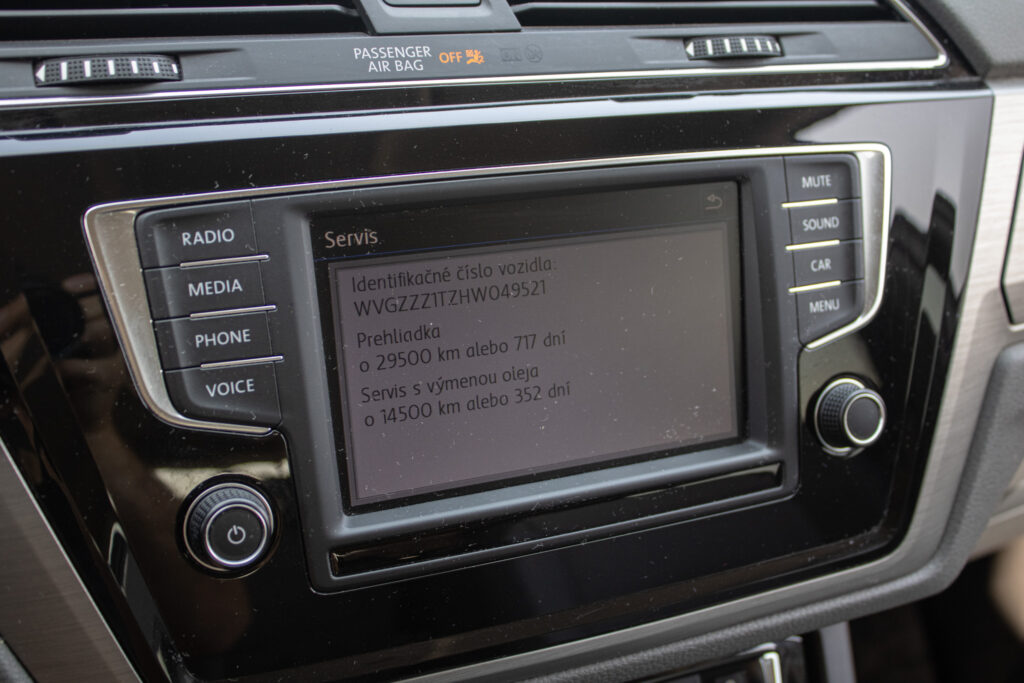 PASSENGER
AIR BAG
OFF
RADIO
MEDIA
PHONE
VOICE
Servis
Identifikačné číslo vozidla:
WVGZZZ1TZHW049521
Prehliadka
o 29500 km alebo 717 dní
Servis s výmenou oleja
o 14500 km alebo 352 dní
MUTE
SOUND
CAR
MENU